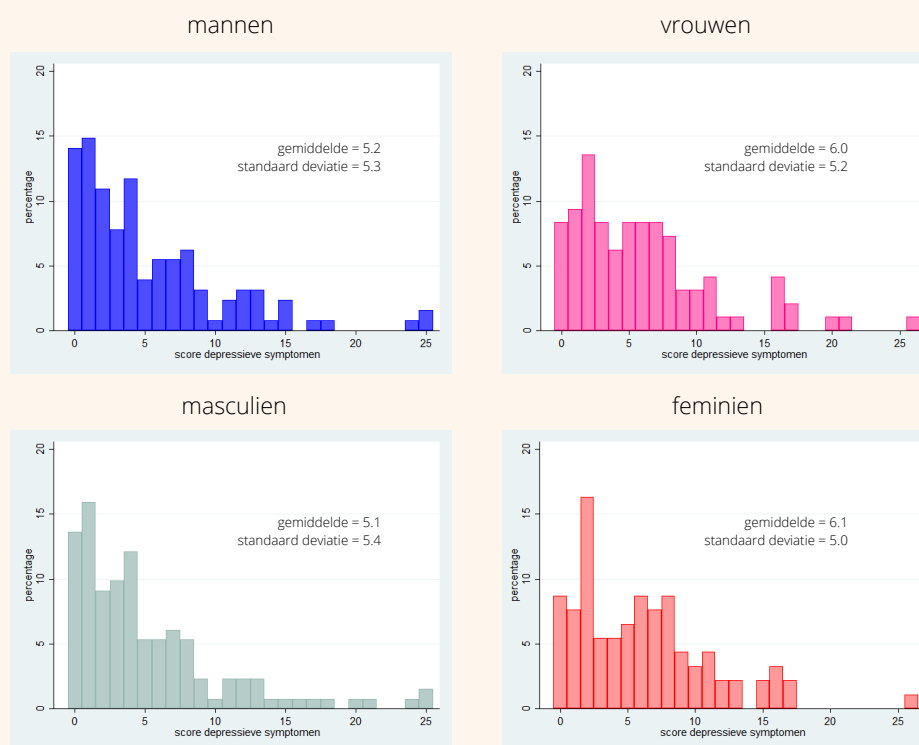 mannen
20
15
10
5
0
percentage
gemiddelde = 5.2
standaard deviatie = 5.3
0 5 10 15 20 25
score depressieve symptomen
vrouwen
20
15
10
5
0
percentage
gemiddelde = 6.0
standaard deviatie = 5.2
0 5 10 15 20 25
score depressieve symptomen
masculien
20
15
10
5
0
percentage
gemiddelde = 5.1
standaard deviatie = 5.4
0 5 10 15 20 25
score depressieve symptomen
feminien
20
15
10
5
0
percentage
gemiddelde = 6.1
standaard deviatie = 5.0
0 5 10 15 20 25
score depressieve symptomen